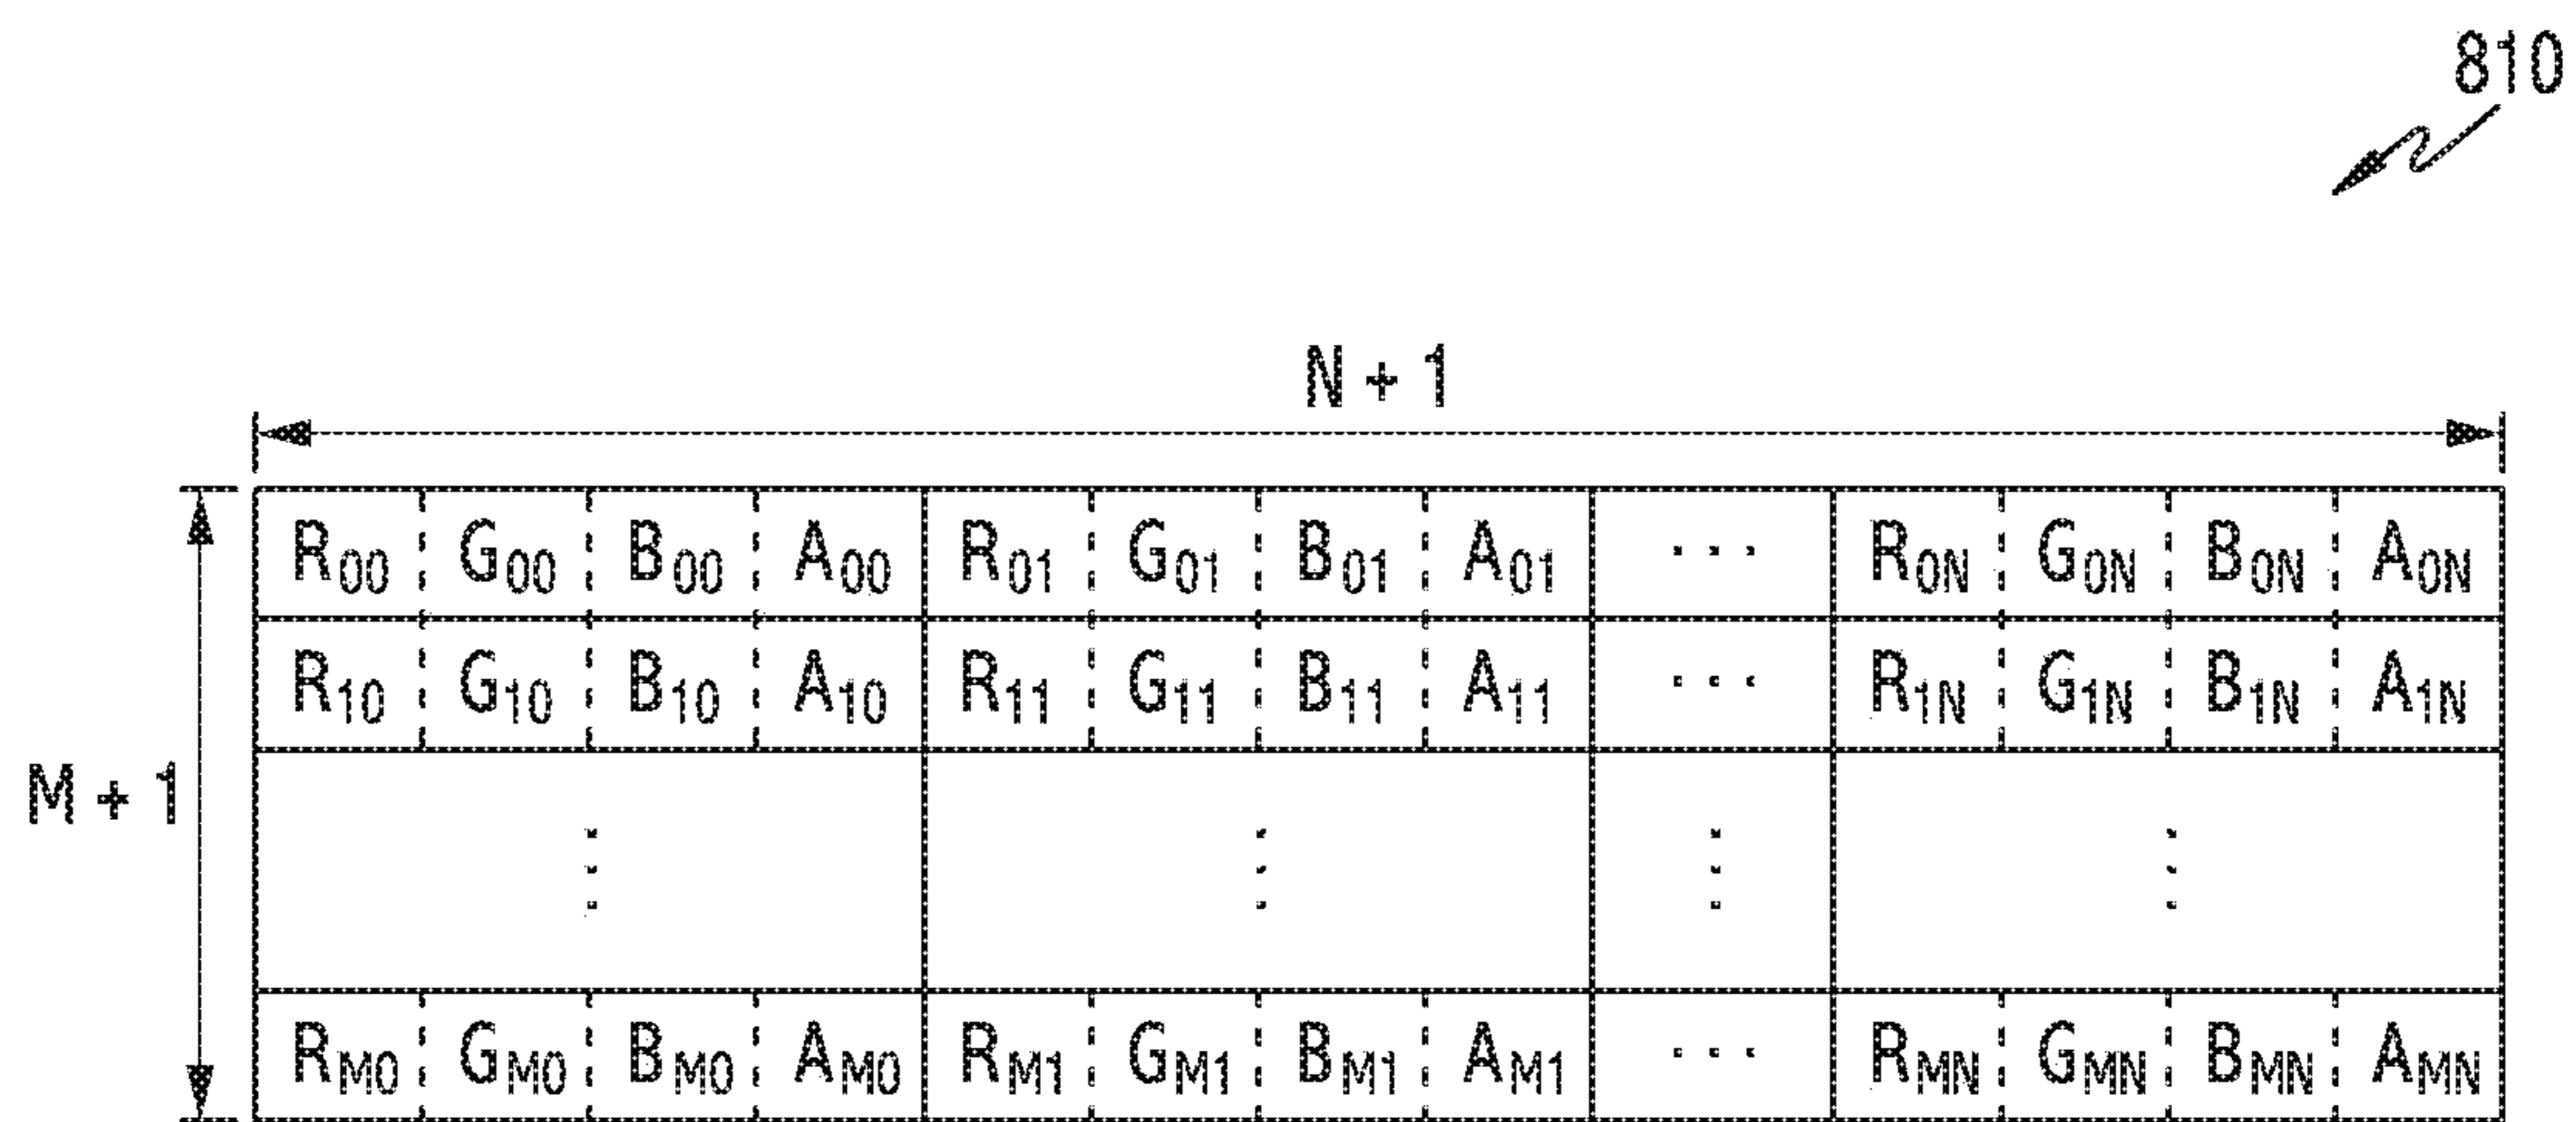 810
N + 1
R00 G00 B00 A00 R01 G01 B01 A01 ... R0N G0N B0N A0N
R10 G10 B10 A10 R11 G11 B11 A11 ... R1N G1N B1N A1N
M + 1
RM0 GM0 BM0 AM0 RM1 GM1 BM1 AM1 ... RMN GMN BMN AMN